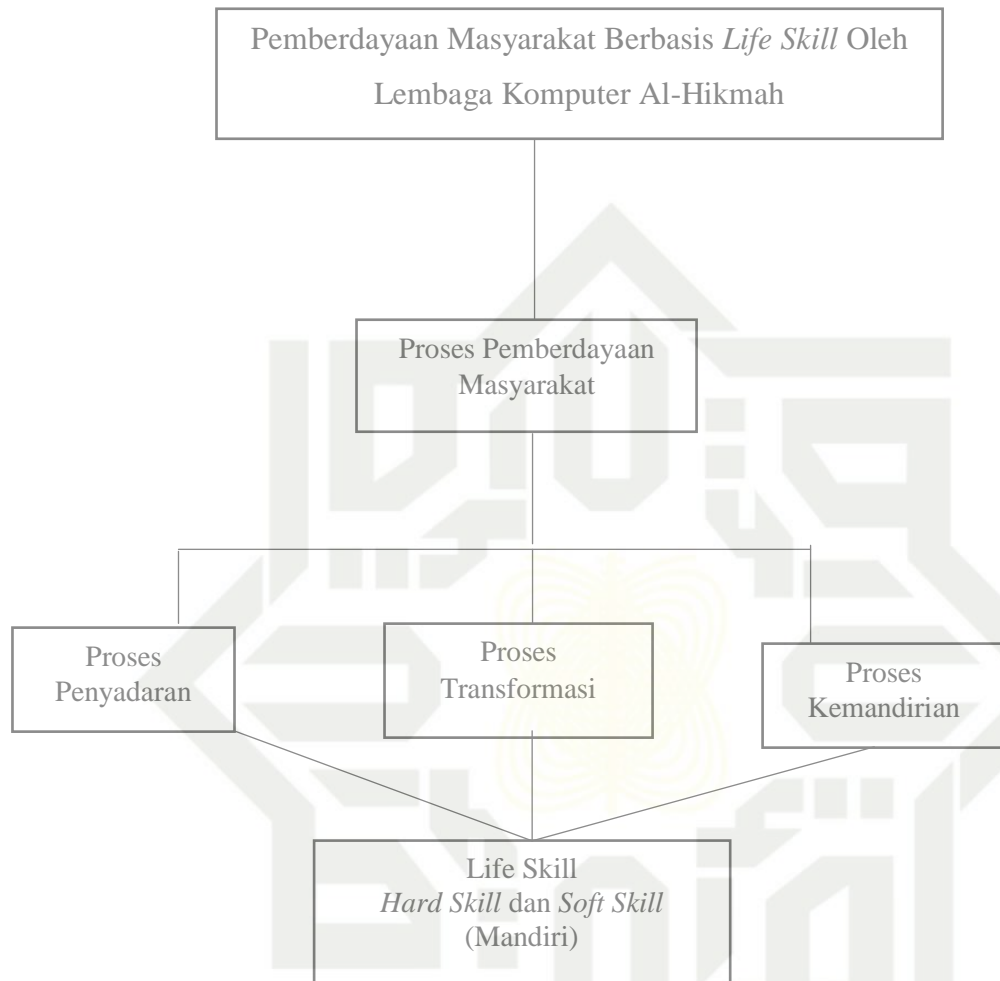 Pemberdayaan Masyarakat Berbasis Life Skill Oleh
Lembaga Komputer Al-Hikmah
Proses Pemberdayaan
Masyarakat
Proses
Penyadaran
Proses
Transformasi
Proses
Kemandirian
Life Skill
Hard Skill dan Soft Skill
(Mandiri)